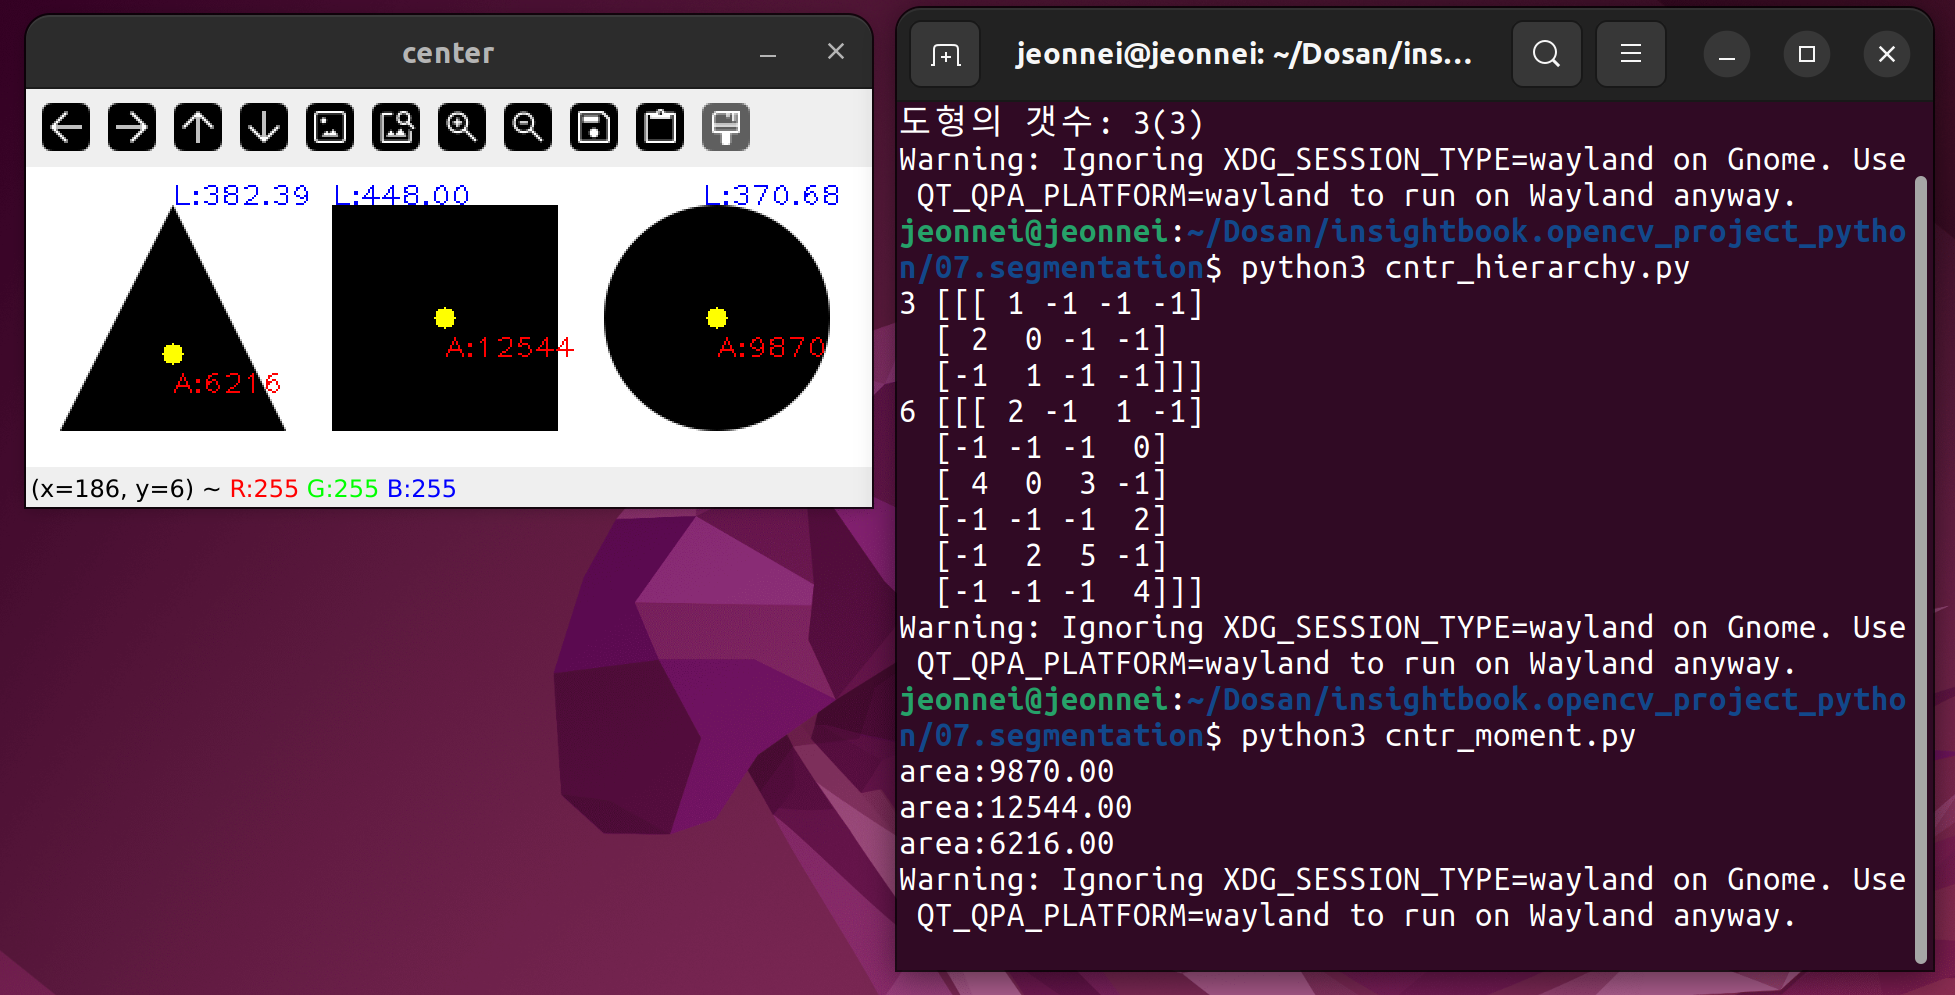 center
L:382.39 L:448.00 L:370.68
A:12544 A:9870
A:6216
(x=186, y=6) ~ R:255 G:255 B:255
jeonnei@jeonnei: ~/Dosan/ins...
도형의 갯수: 3(3)
Warning: Ignoring XDG_SESSION_TYPE=wayland on Gnome. Use
 QT_QPA_PLATFORM=wayland to run on Wayland anyway.
jeonnei@jeonnei:~/Dosan/insightbook.opencv_project_pytho
n/07.segmentation$ python3 cntr_hierarchy.py
3 [[[ 1 -1 -1 -1]
  [ 2  0 -1 -1]
  [-1  1 -1 -1]]]
6 [[[ 2 -1  1 -1]
  [-1 -1 -1  0]
  [ 4  0  3 -1]
  [-1 -1 -1  2]
  [-1  2  5 -1]
  [-1 -1 -1  4]]]
Warning: Ignoring XDG_SESSION_TYPE=wayland on Gnome. Use
 QT_QPA_PLATFORM=wayland to run on Wayland anyway.
jeonnei@jeonnei:~/Dosan/insightbook.opencv_project_pytho
n/07.segmentation$ python3 cntr_moment.py
area:9870.00
area:12544.00
area:6216.00
Warning: Ignoring XDG_SESSION_TYPE=wayland on Gnome. Use
 QT_QPA_PLATFORM=wayland to run on Wayland anyway.